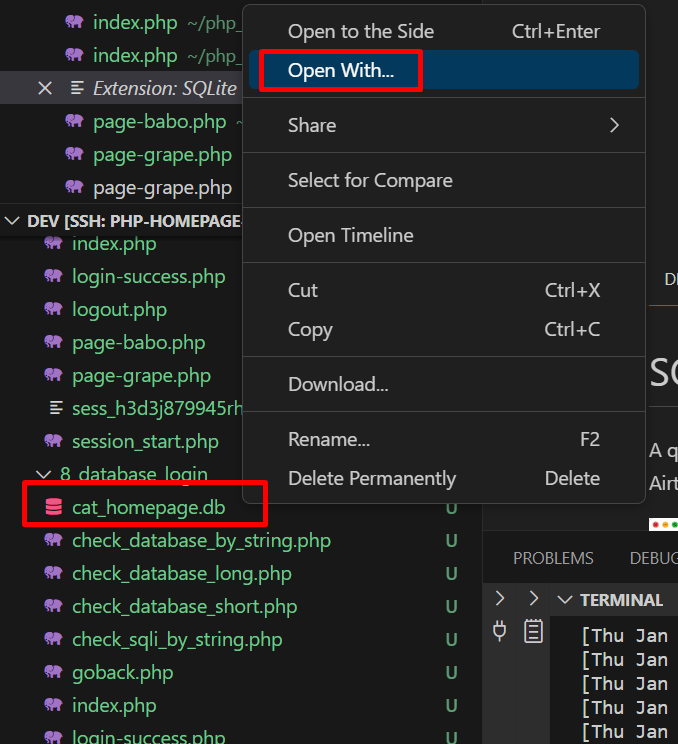 index.php ~/php_
index.php ~/php_
Extension: SQLite
page-babo.php ~
page-grape.php
page-grape.php
DEV [SSH: PHP-HOMEPAGE-
index.php
login-success.php
logout.php
page-babo.php
page-grape.php
sess_h3d3j879945rh
session_start.php
8_database_login
cat_homepage.db U
check_database_by_string.php U
check_database_long.php U
check_database_short.php U
check_sqli_by_string.php U
goback.php U
index.php U
login-success.php U
Open to the Side Ctrl+Enter
Open With...
Share
Select for Compare
Open Timeline
Cut Ctrl+X
Copy Ctrl+C
Download...
Rename... F2
Delete Permanently Delete
SQ
A q
Airt
PROBLEMS DEBUG
TERMINAL
[Thu Jan
[Thu Jan
[Thu Jan
[Thu Jan
[Thu Jan